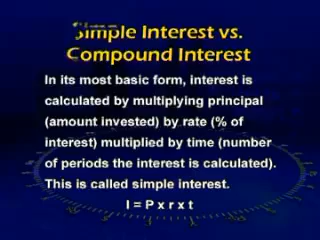 Simple Interest vs.
Compound Interest
In its most basic form, interest is
calculated by multiplying principal
(amount invested) by rate (% of
interest) multiplied by time (number
of periods the interest is calculated).
This is called simple interest.
I = P x r x t